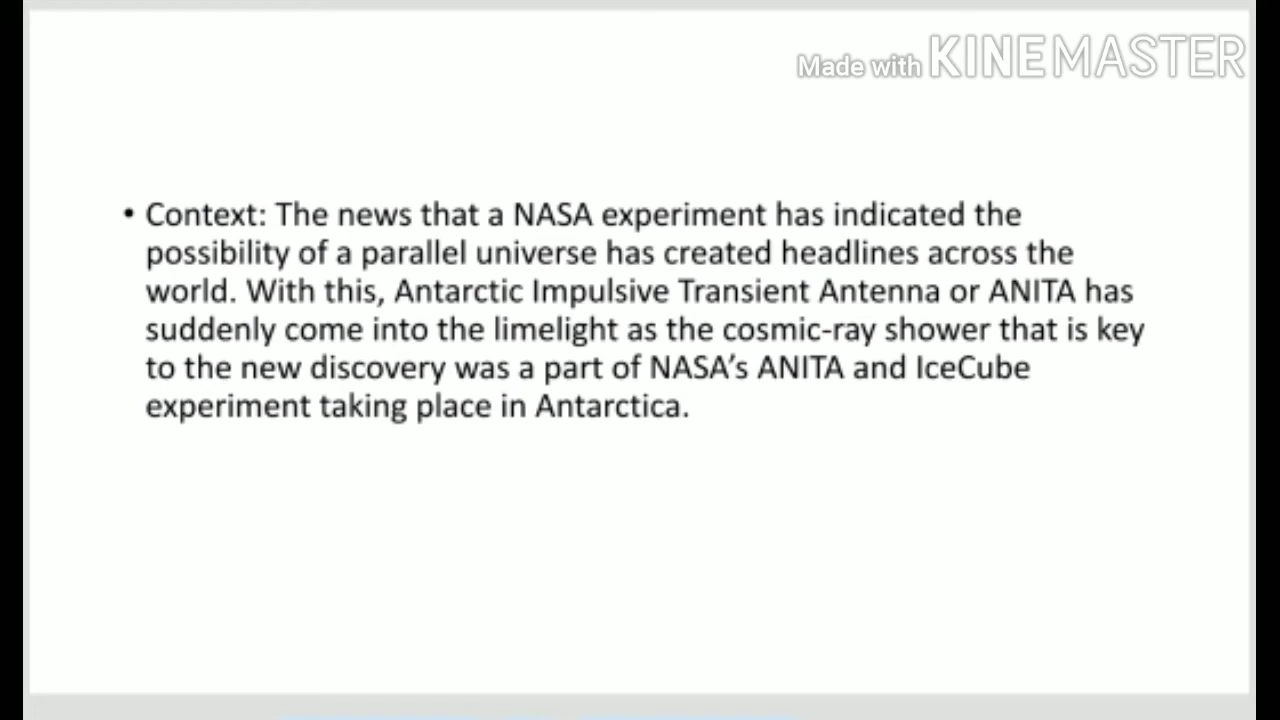 Made with KINEMASTER
• Context: The news that a NASA experiment has indicated the
possibility of a parallel universe has created headlines across the
world. With this, Antarctic Impulsive Transient Antenna or ANITA has
suddenly come into the limelight as the cosmic-ray shower that is key
to the new discovery was a part of NASA’s ANITA and IceCube
experiment taking place in Antarctica.